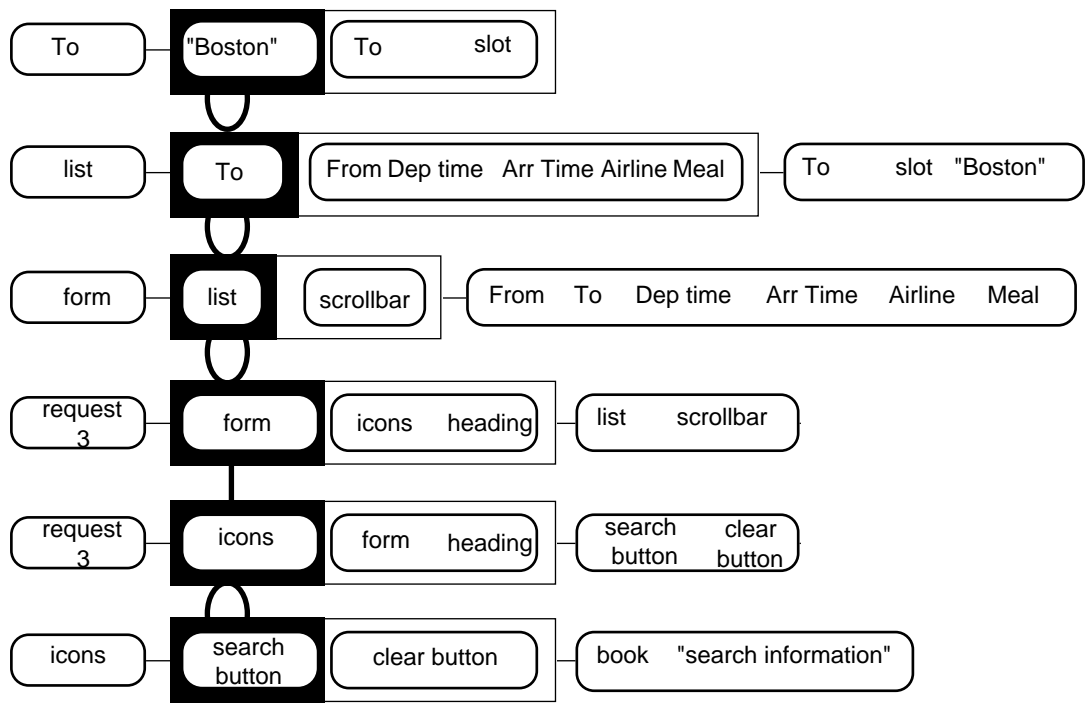 To "Boston" To slot
list To From Dep time Arr Time Airline Meal To slot "Boston"
form list scrollbar From To Dep time Arr Time Airline Meal
request
3
form icons heading list scrollbar
request
3
icons form heading search
button
clear
button
icons search
button
clear button book "search information"